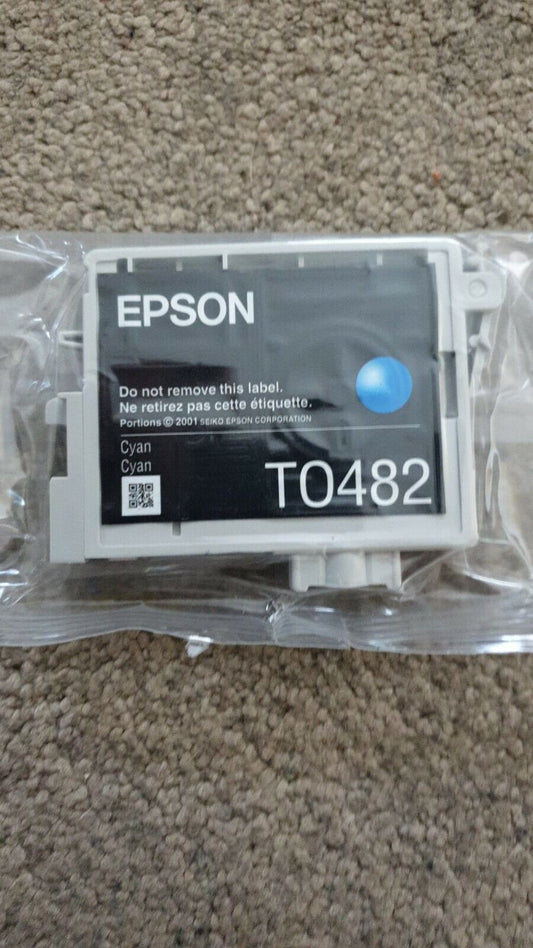 EPSON
Do not remove this label.
Ne retirez pas cette étiquette.
Portions © 2001 SEIKO EPSON CORPORATION
Cyan
Cyan
T0482